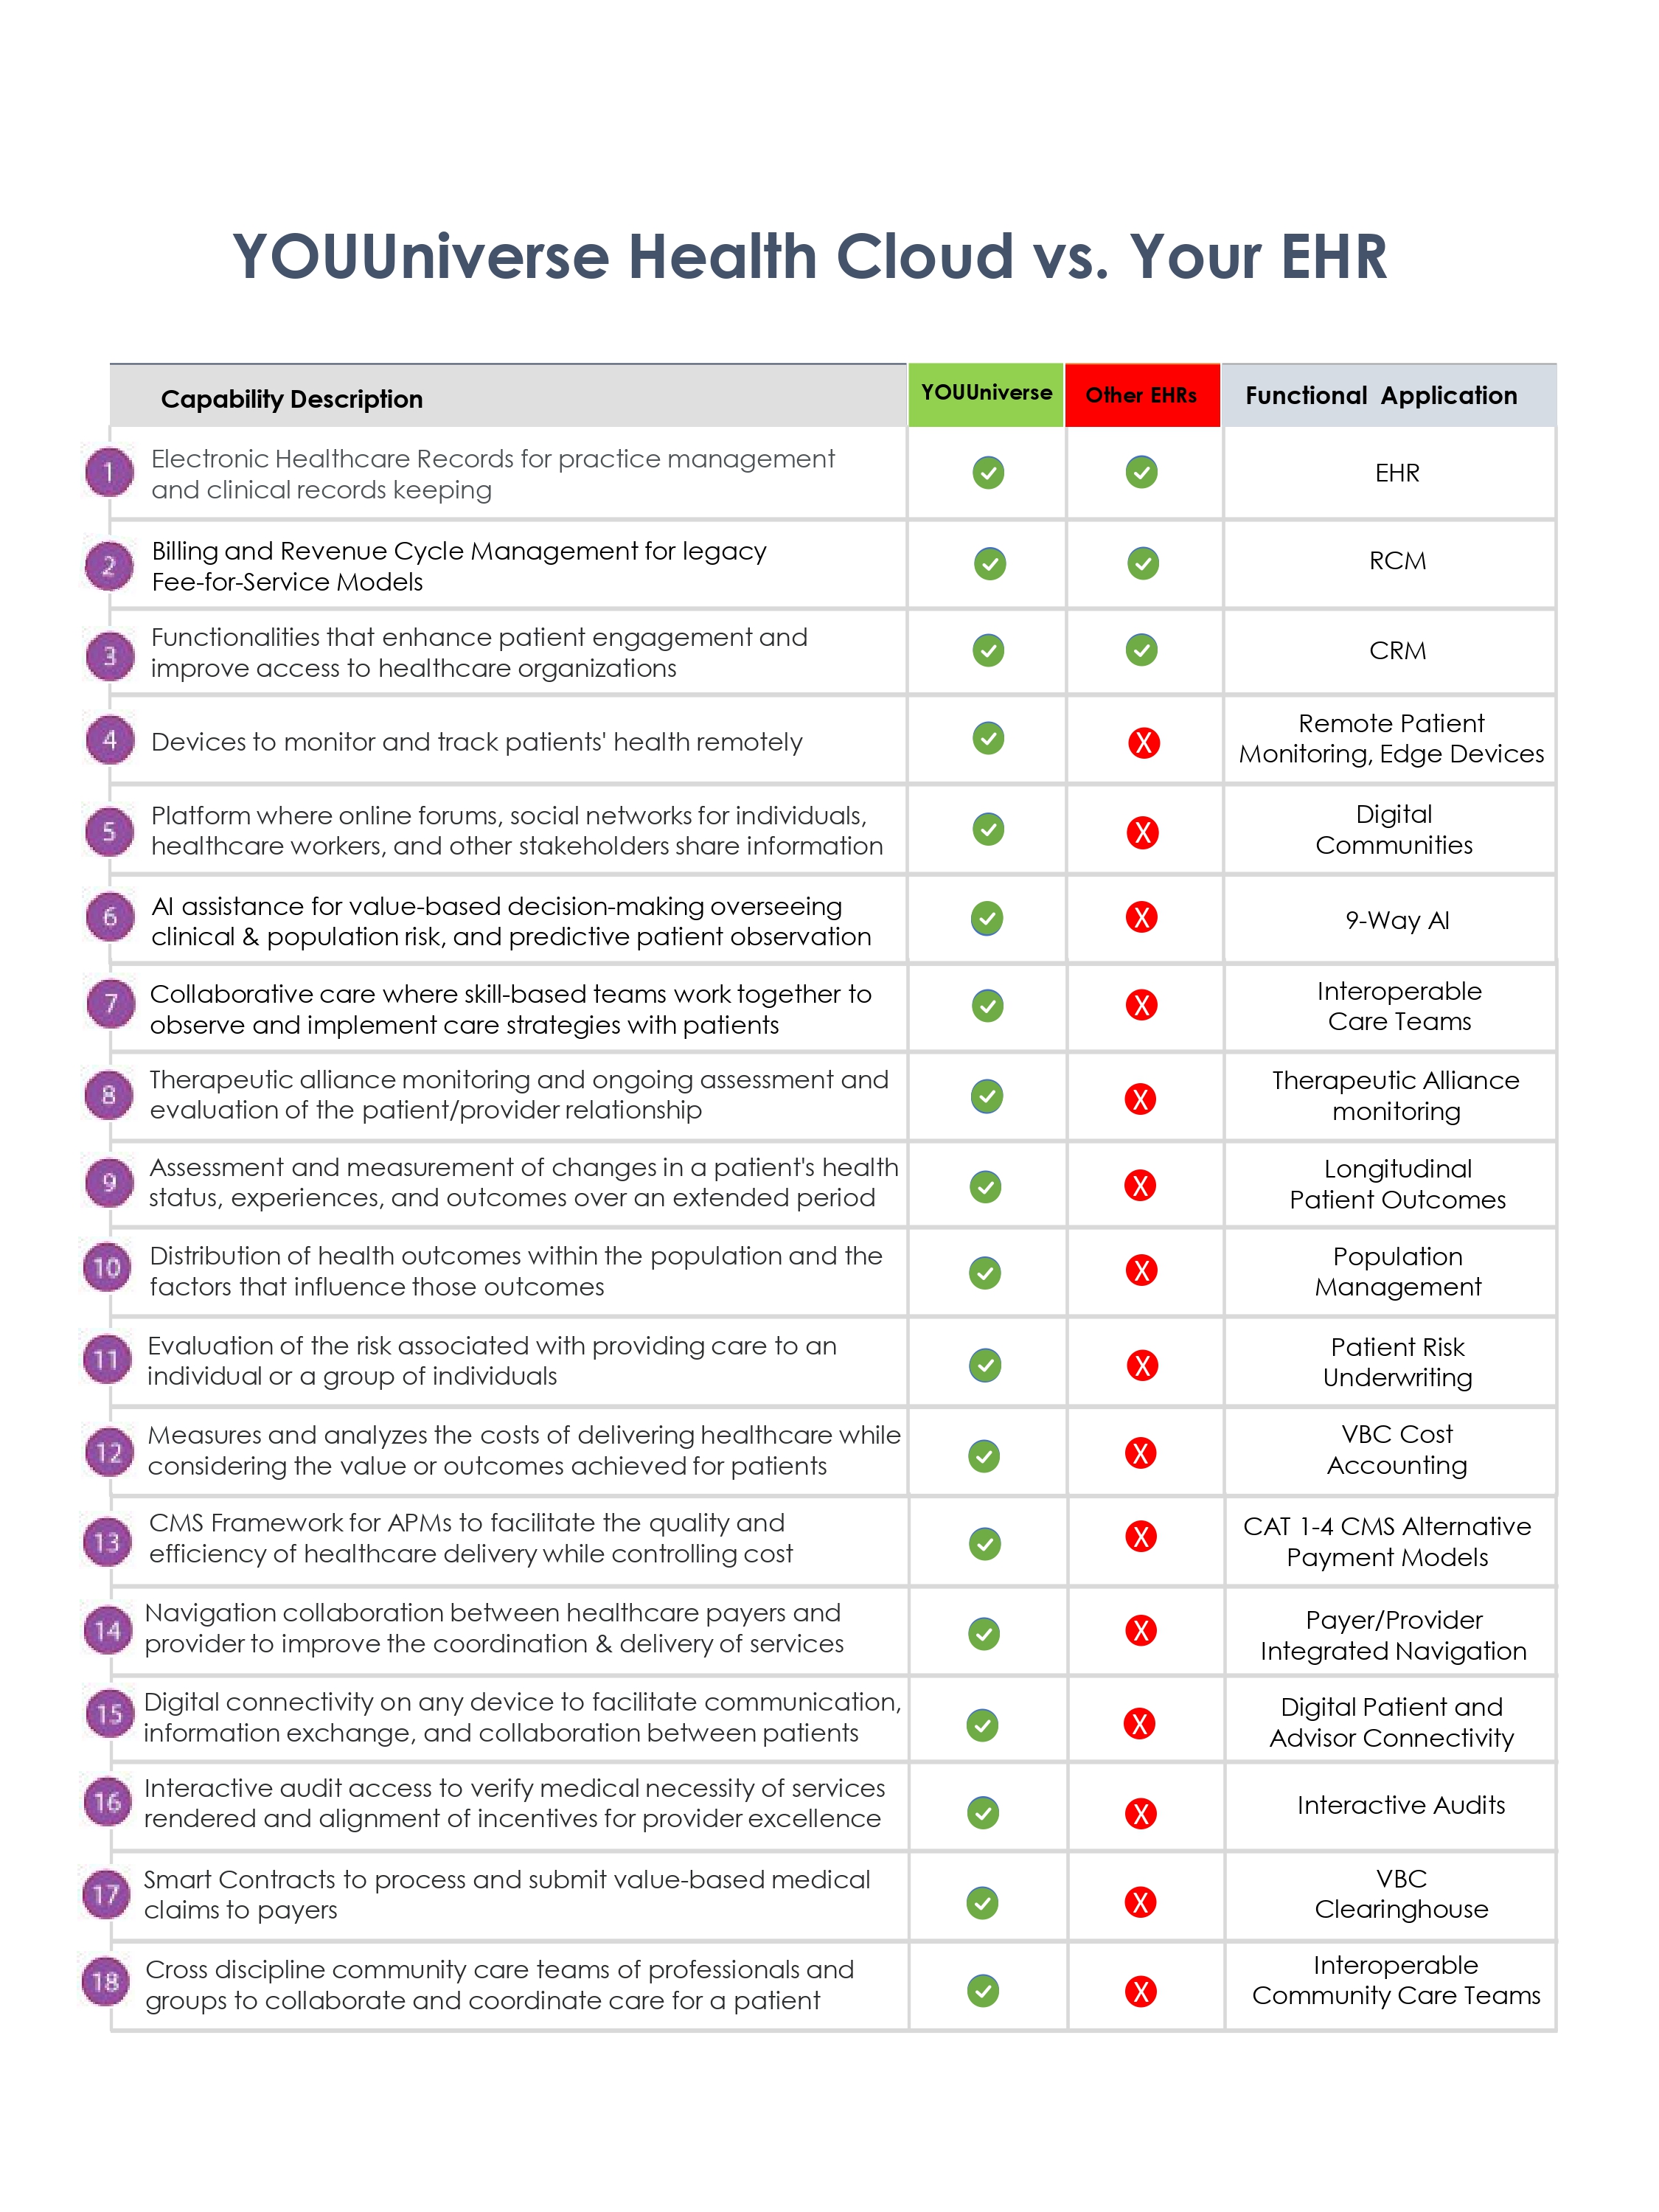 YOUUniverse Health Cloud vs. Your EHR
Capability Description
YOUUniverse
Other EHRs
Functional Application
1
Electronic Healthcare Records for practice management
and clinical records keeping
EHR
2
Billing and Revenue Cycle Management for legacy
Fee-for-Service Models
RCM
3
Functionalities that enhance patient engagement and
improve access to healthcare organizations
CRM
4
Devices to monitor and track patients' health remotely
X
Remote Patient
Monitoring, Edge Devices
5
Platform where online forums, social networks for individuals,
healthcare workers, and other stakeholders share information
X
Digital
Communities
6
AI assistance for value-based decision-making overseeing
clinical & population risk, and predictive patient observation
X
9-Way AI
7
Collaborative care where skill-based teams work together to
observe and implement care strategies with patients
X
Interoperable
Care Teams
8
Therapeutic alliance monitoring and ongoing assessment and
evaluation of the patient/provider relationship
X
Therapeutic Alliance
monitoring
9
Assessment and measurement of changes in a patient's health
status, experiences, and outcomes over an extended period
X
Longitudinal
Patient Outcomes
10
Distribution of health outcomes within the population and the
factors that influence those outcomes
X
Population
Management
11
Evaluation of the risk associated with providing care to an
individual or a group of individuals
X
Patient Risk
Underwriting
12
Measures and analyzes the costs of delivering healthcare while
considering the value or outcomes achieved for patients
X
VBC Cost
Accounting
13
CMS Framework for APMs to facilitate the quality and
efficiency of healthcare delivery while controlling cost
X
CAT 1-4 CMS Alternative
Payment Models
14
Navigation collaboration between healthcare payers and
provider to improve the coordination & delivery of services
X
Payer/Provider
Integrated Navigation
15
Digital connectivity on any device to facilitate communication,
information exchange, and collaboration between patients
X
Digital Patient and
Advisor Connectivity
16
Interactive audit access to verify medical necessity of services
rendered and alignment of incentives for provider excellence
X
Interactive Audits
17
Smart Contracts to process and submit value-based medical
claims to payers
X
VBC
Clearinghouse
18
Cross discipline community care teams of professionals and
groups to collaborate and coordinate care for a patient
X
Interoperable
Community Care Teams